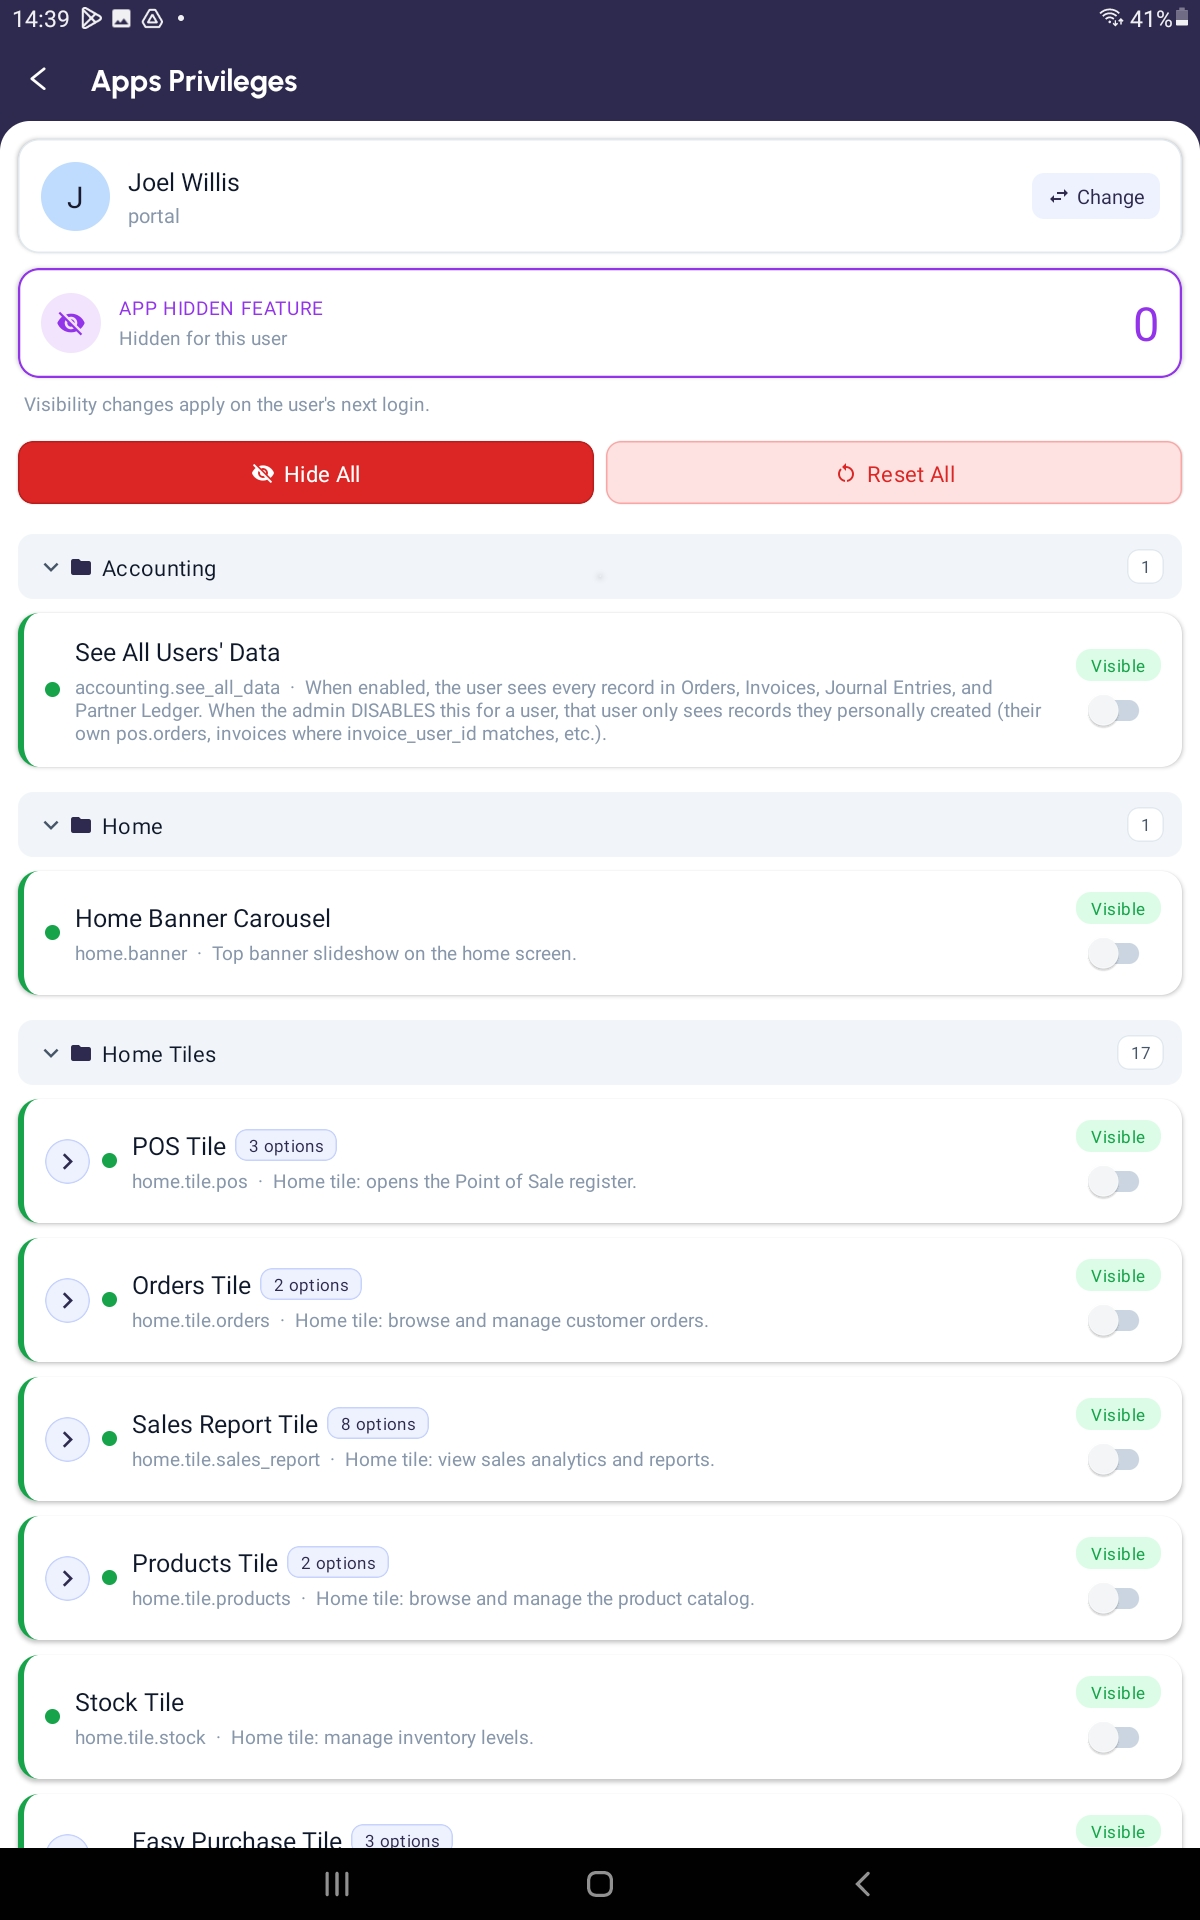 14:39
41%
Apps Privileges
J
Joel Willis
portal
Change
APP HIDDEN FEATURE
Hidden for this user
0
Visibility changes apply on the user's next login.
Hide All
Reset All
Accounting
1
See All Users' Data
Visible
accounting.see_all_data · When enabled, the user sees every record in Orders, Invoices, Journal Entries, and
Partner Ledger. When the admin DISABLES this for a user, that user only sees records they personally created (their
own pos.orders, invoices where invoice_user_id matches, etc.).
Home
1
Home Banner Carousel
Visible
home.banner · Top banner slideshow on the home screen.
Home Tiles
17
POS Tile
3 options
Visible
home.tile.pos · Home tile: opens the Point of Sale register.
Orders Tile
2 options
Visible
home.tile.orders · Home tile: browse and manage customer orders.
Sales Report Tile
8 options
Visible
home.tile.sales_report · Home tile: view sales analytics and reports.
Products Tile
2 options
Visible
home.tile.products · Home tile: browse and manage the product catalog.
Stock Tile
Visible
home.tile.stock · Home tile: manage inventory levels.
Easy Purchase Tile
3 options
Visible